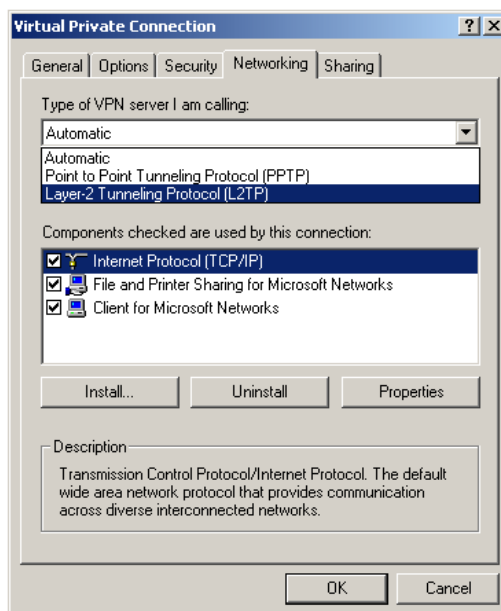 Virtual Private Connection
General Options Security Networking Sharing
Type of VPN server I am calling:
Automatic
Automatic
Point to Point Tunneling Protocol (PPTP)
Layer-2 Tunneling Protocol (L2TP)
Components checked are used by this connection:
Internet Protocol (TCP/IP)
File and Printer Sharing for Microsoft Networks
Client for Microsoft Networks
Install... Uninstall Properties
Description
Transmission Control Protocol/Internet Protocol. The default
wide area network protocol that provides communication
across diverse interconnected networks.
OK Cancel